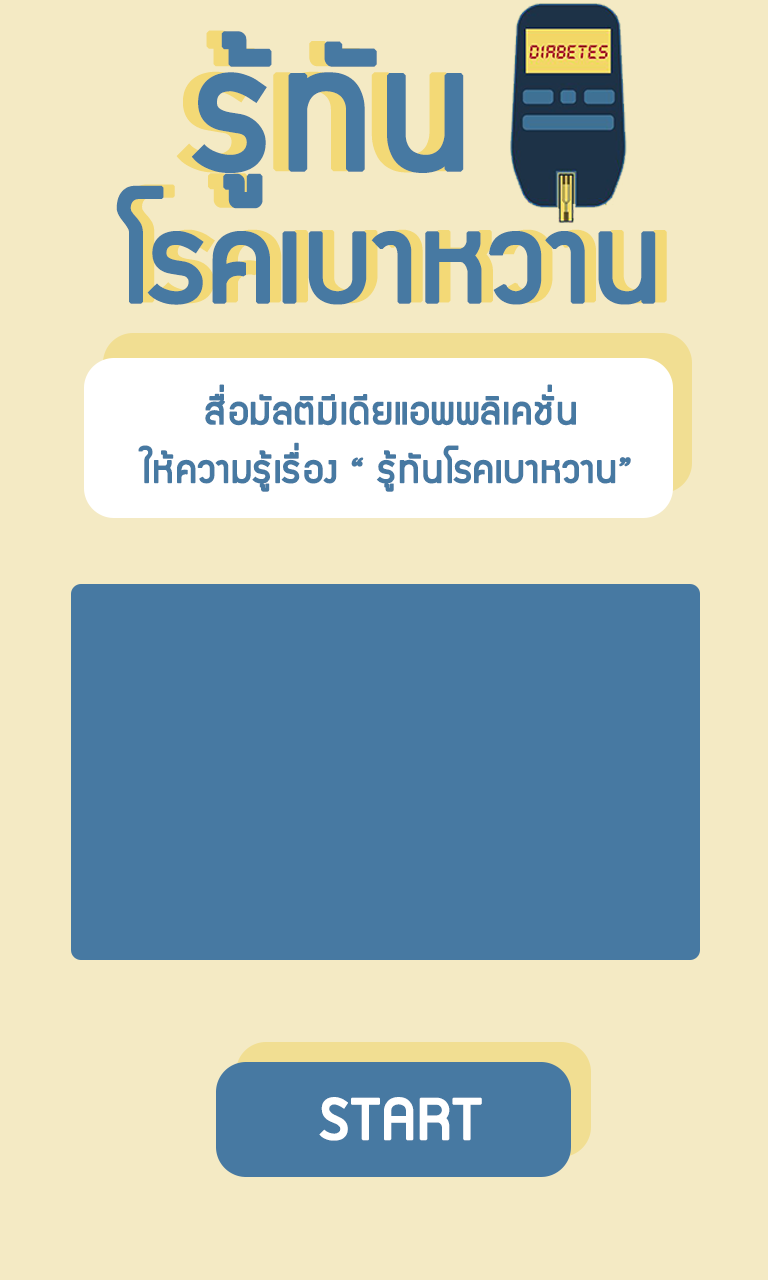 DIABETES
รู้ทัน
โรคเบาหวาน
สื่อมัลติมีเดียแอพพลิเคชั่น
ให้ความรู้เรื่อง “ รู้ทันโรคเบาหวาน”
START